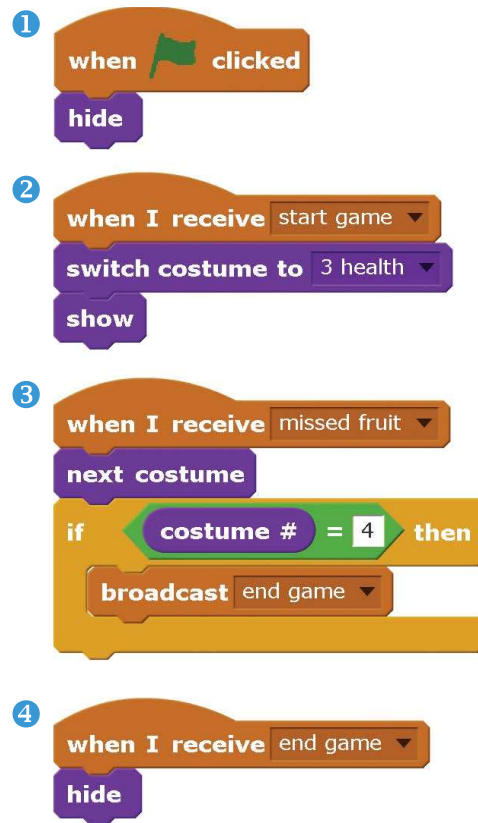 1
when clicked
hide
2
when I receive start game
switch costume to 3 health
show
3
when I receive missed fruit
next costume
if costume # = 4 then
broadcast end game
4
when I receive end game
hide